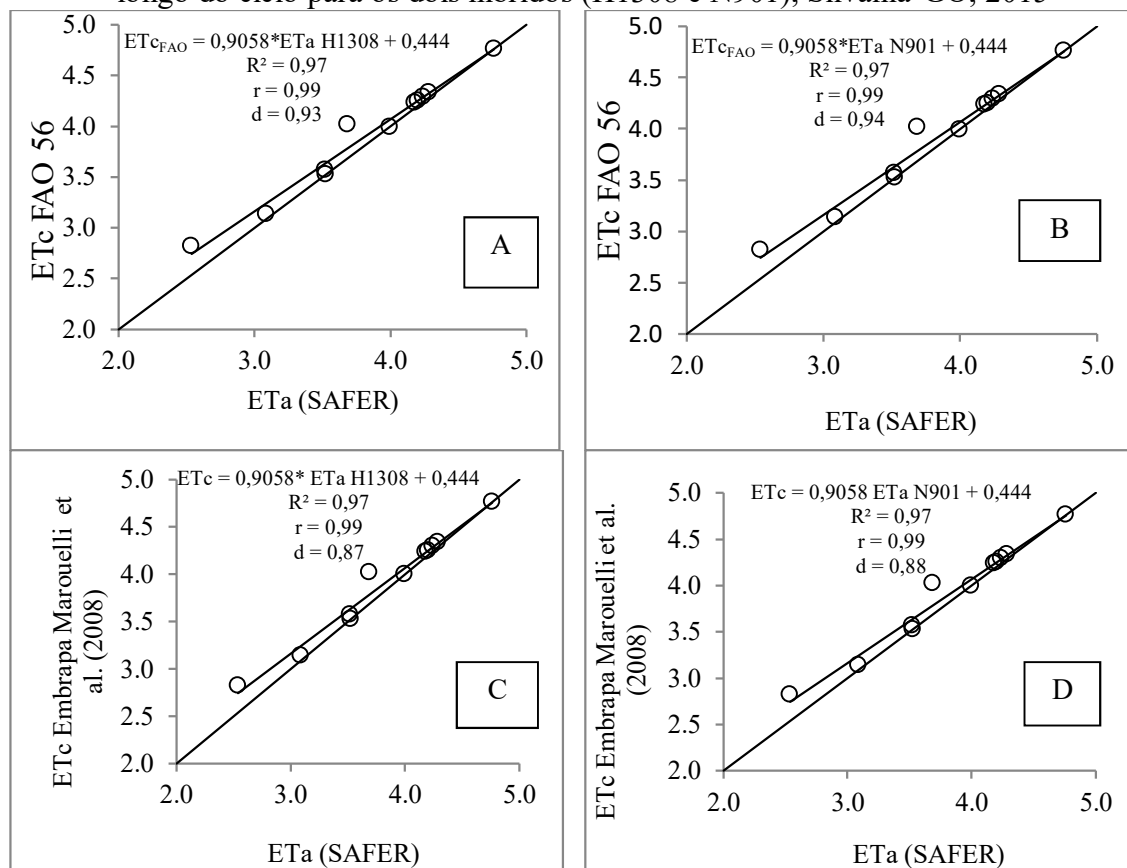 longo do ciclo para os dois híbridos (H1308 e N901), Silvânia-GO, 2015
ETc FAO 56
5.0
4.5
4.0
3.5
3.0
2.5
2.0
ETcFAO = 0,9058*ETa H1308 + 0,444
R² = 0,97
r = 0,99
d = 0,93
A
2.0 3.0 4.0 5.0
ETa (SAFER)
ETc FAO 56
5.0
4.5
4.0
3.5
3.0
2.5
2.0
ETcFAO = 0.9058*ETa N901 + 0,444
R² = 0,97
r = 0,99
d = 0,94
B
2.0 3.0 4.0 5.0
ETa (SAFER)
ETc Embrapa Marouelli et
al. (2008)
5.0
4.5
4.0
3.5
3.0
2.5
2.0
ETc = 0,9058* ETa H1308 + 0,444
R² = 0,97
r = 0,99
d = 0,87
C
2.0 3.0 4.0 5.0
ETa (SAFER)
ETc Embrapa Marouelli et al.
(2008)
5.0
4.5
4.0
3.5
3.0
2.5
2.0
ETc = 0,9058 ETa N901 + 0,444
R² = 0,97
r = 0,99
d = 0,88
D
2.0 3.0 4.0 5.0
ETa (SAFER)